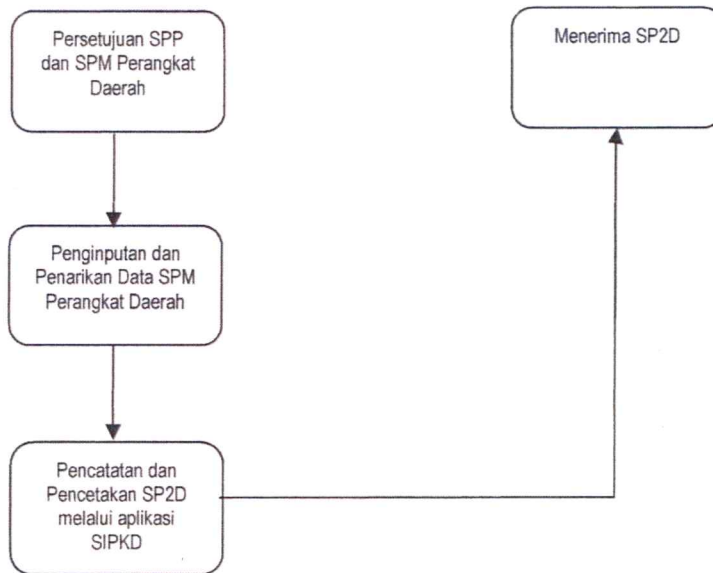 Persetujuan SPP
dan SPM Perangkat
Daerah
Menerima SP2D
Penginputan dan
Penarikan Data SPM
Perangkat Daerah
Pencatatan dan
Pencetakan SP2D
melalui aplikasi
SIPKD